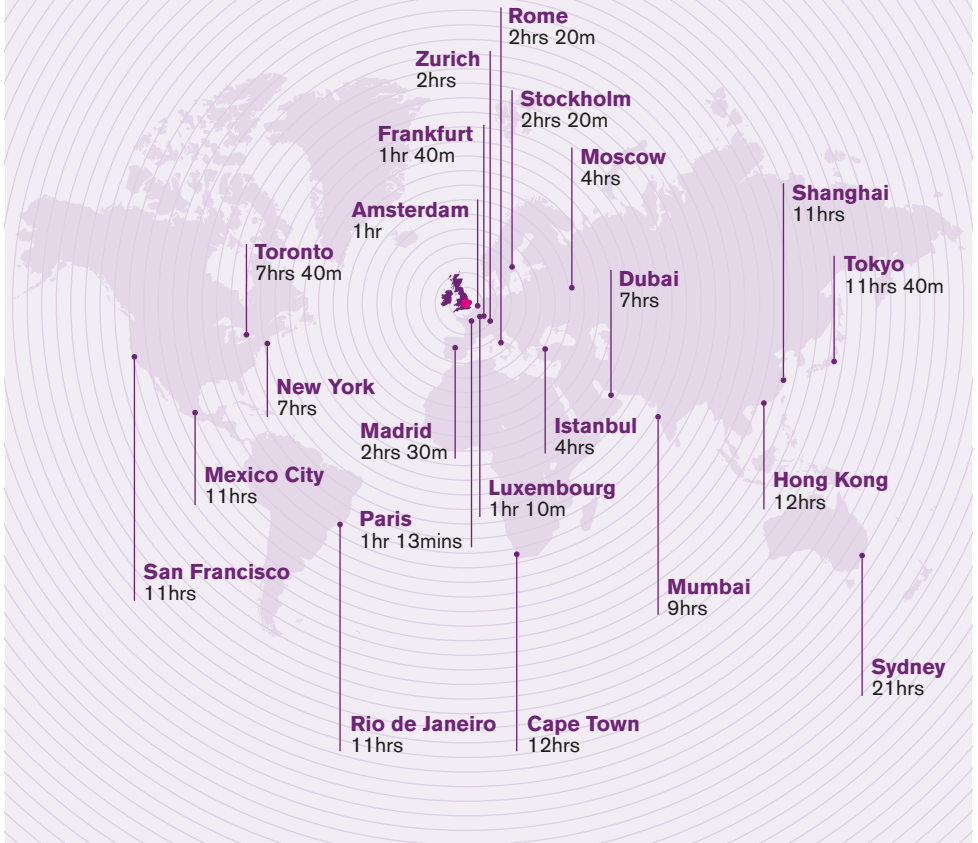 Rome
2hrs 20m
Zurich
2hrs
Stockholm
2hrs 20m
Frankfurt
1hr 40m
Moscow
4hrs
Shanghai
11hrs
Amsterdam
1hr
Toronto
7hrs 40m
Tokyo
11hrs 40m
Dubai
7hrs
New York
7hrs
Madrid
2hrs 30m
Istanbul
4hrs
Mexico City
11hrs
Luxembourg
1hr 10m
Hong Kong
12hrs
Paris
1hr 13mins
San Francisco
11hrs
Mumbai
9hrs
Sydney
21hrs
Rio de Janeiro
11hrs
Cape Town
12hrs